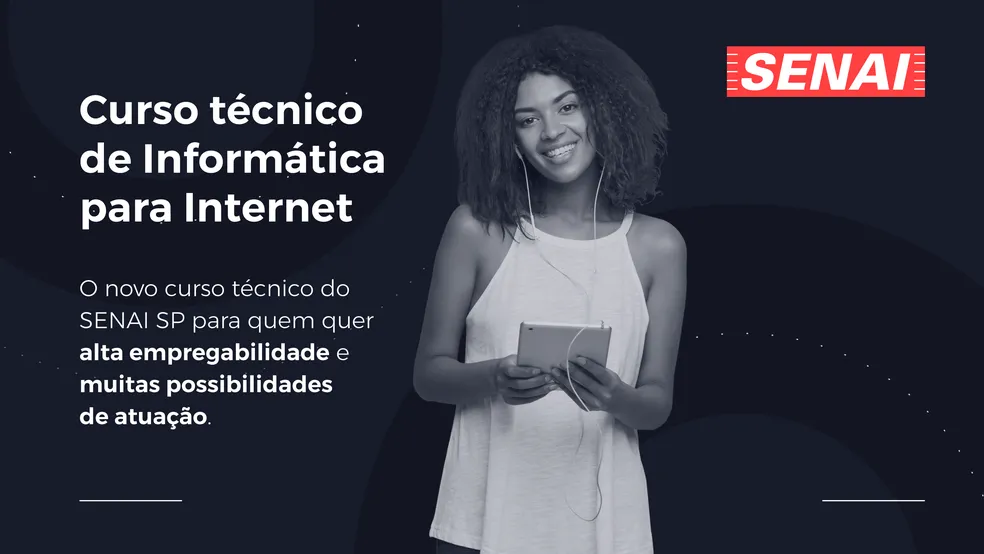 SENAI
Curso técnico
de Informática
para Internet
O novo curso técnico do
SENAI SP para quem quer
alta empregabilidade e
muitas possibilidades
de atuação.